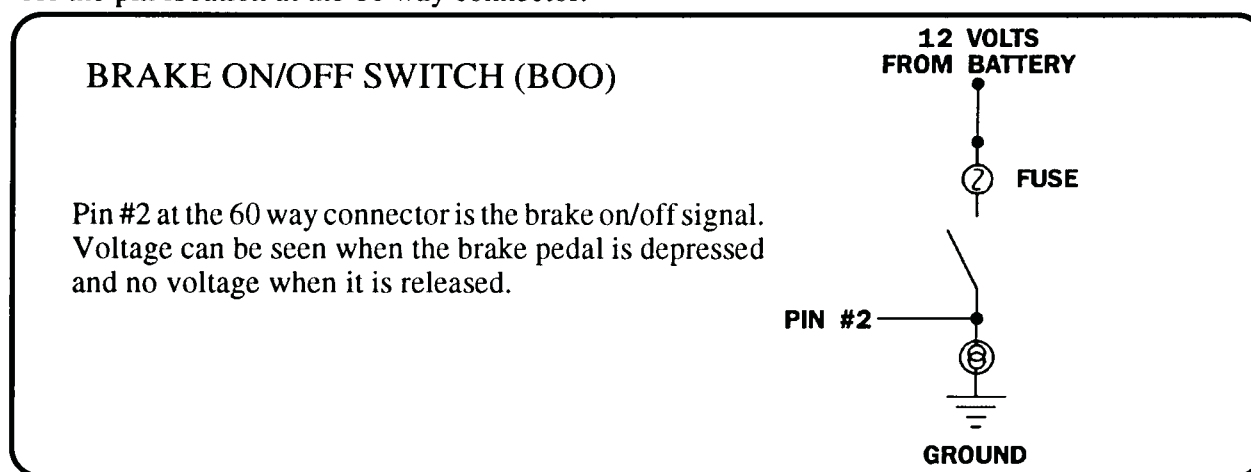 BRAKE ON/OFF SWITCH (BOO)
Pin #2 at the 60 way connector is the brake on/off signal.
Voltage can be seen when the brake pedal is depressed
and no voltage when it is released.
12 VOLTS
FROM BATTERY
FUSE
PIN #2
GROUND